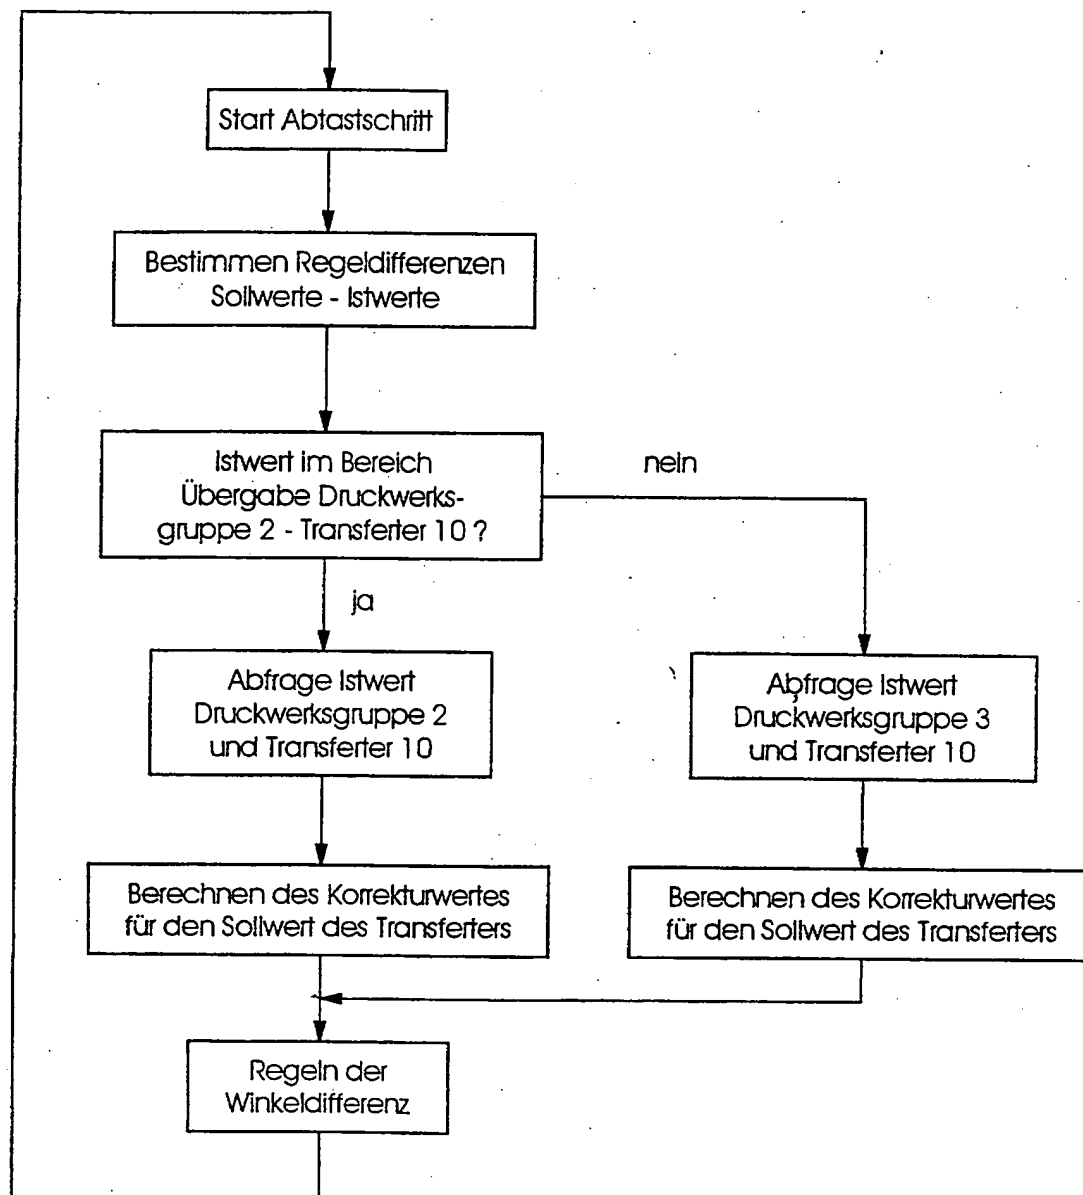 Start Abtastschritt
Bestimmen Regeldifferenzen
Sollwerte - Istwerte
Istwert im Bereich
Übergabe Druckwerks-
gruppe 2 - Transferter 10 ?
nein
ja
Abfrage Istwert
Druckwerksgruppe 2
und Transferter 10
Abfrage Istwert
Druckwerksgruppe 3
und Transferter 10
Berechnen des Korrekturwertes
für den Sollwert des Transferters
Berechnen des Korrekturwertes
für den Sollwert des Transferters
Regeln der
Winkeldifferenz